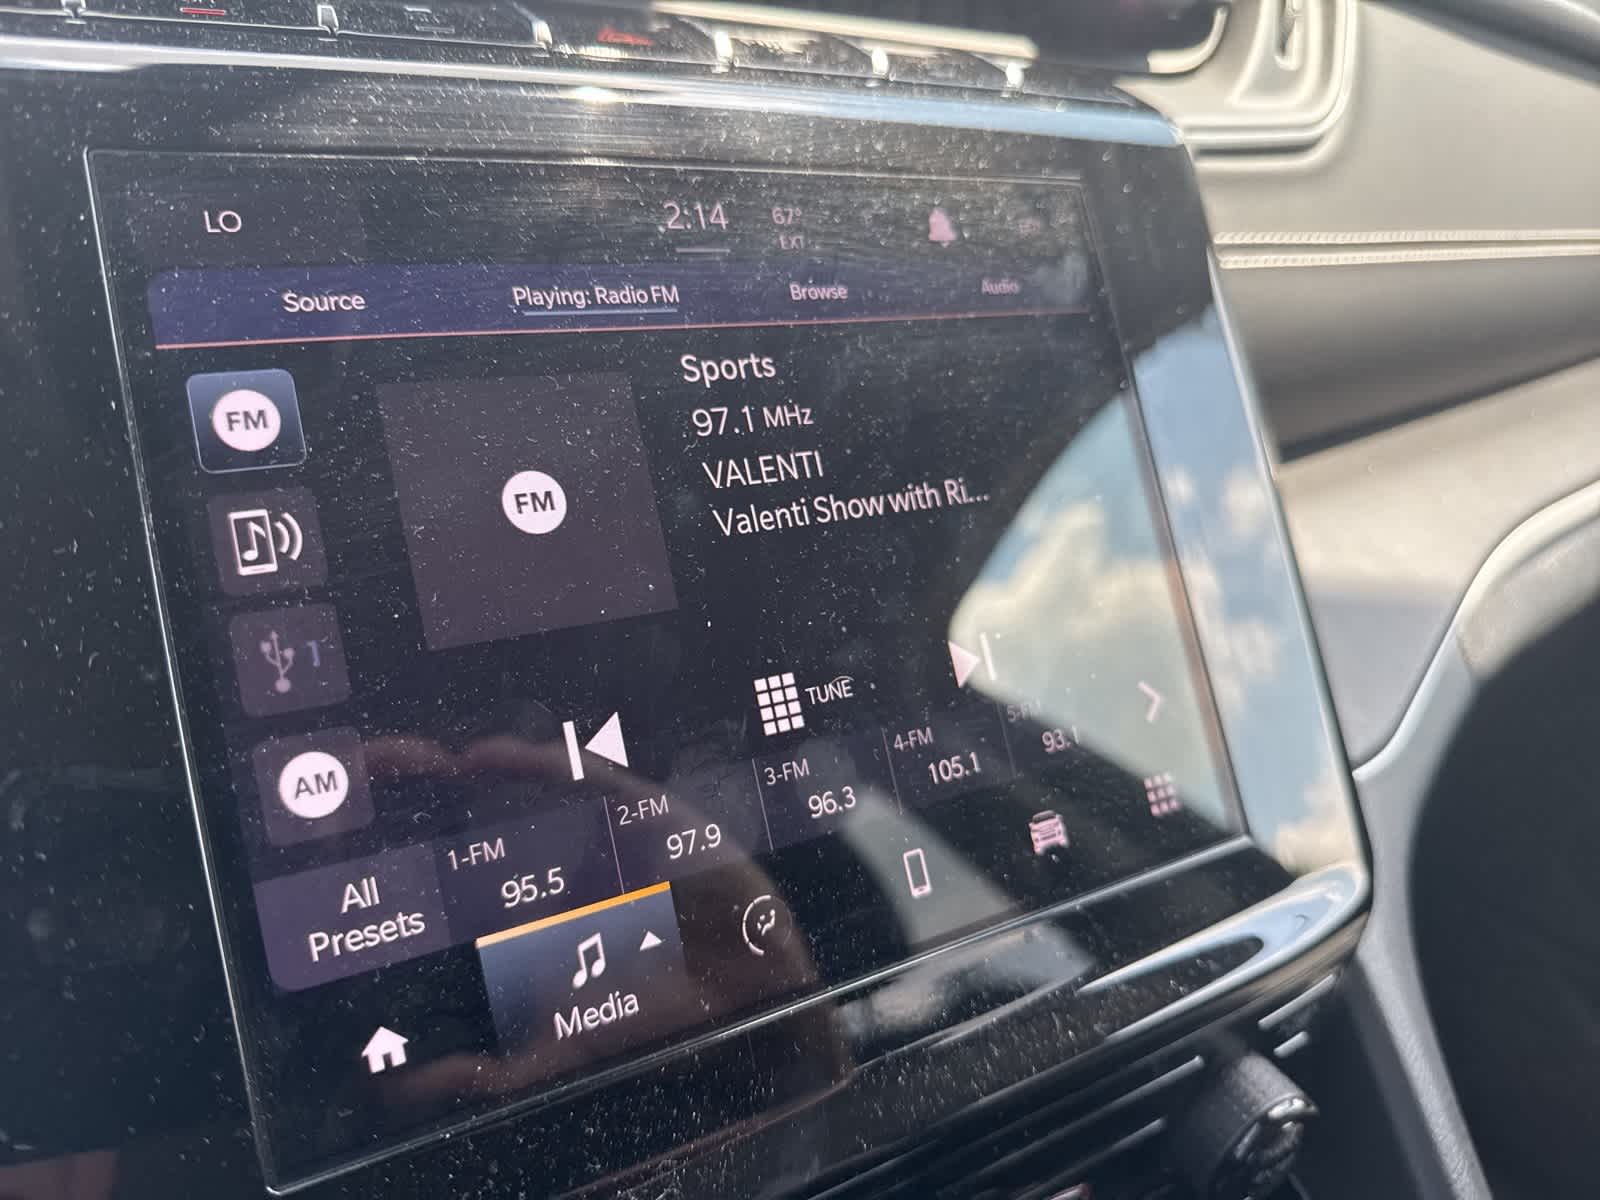 LO
2:14
67°
EXT
Source
Playing: Radio FM
Browse
Audio
FM
FM
Sports
97.1 MHz
VALENTI
Valenti Show with Ri...
AM
TUNE
All
Presets
1-FM
95.5
2-FM
97.9
3-FM
96.3
4-FM
105.1
5-FM
93.1
Media